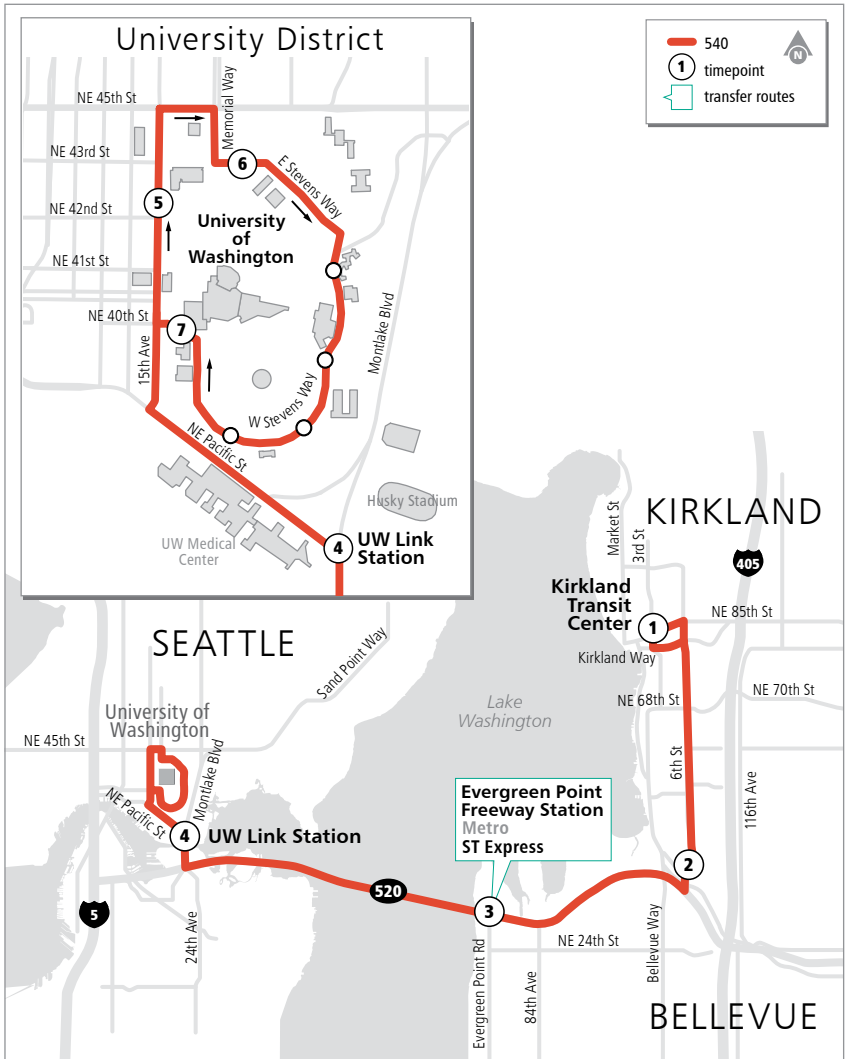 University District
NE 45th St
Memorial Way
NE 43rd St
6
E Stevens Way
5
NE 42nd St
University
of
Washington
NE 41st St
NE 40th St
7
15th Ave
Montlake Blvd
W Stevens Way
NE Pacific St
Husky Stadium
UW Medical
Center
4
UW Link
Station
540
1
timepoint
transfer routes
N
KIRKLAND
Market St
3rd St
405
Kirkland
Transit
Center
1
NE 85th St
Kirkland Way
NE 68th St
NE 70th St
6th St
116th Ave
SEATTLE
Sand Point Way
Lake
Washington
University of
Washington
NE 45th St
Montlake Blvd
NE Pacific St
4
UW Link Station
Evergreen Point
Freeway Station
Metro
ST Express
2
520
3
5
24th Ave
Evergreen Point Rd
84th Ave
NE 24th St
Bellevue Way
BELLEVUE